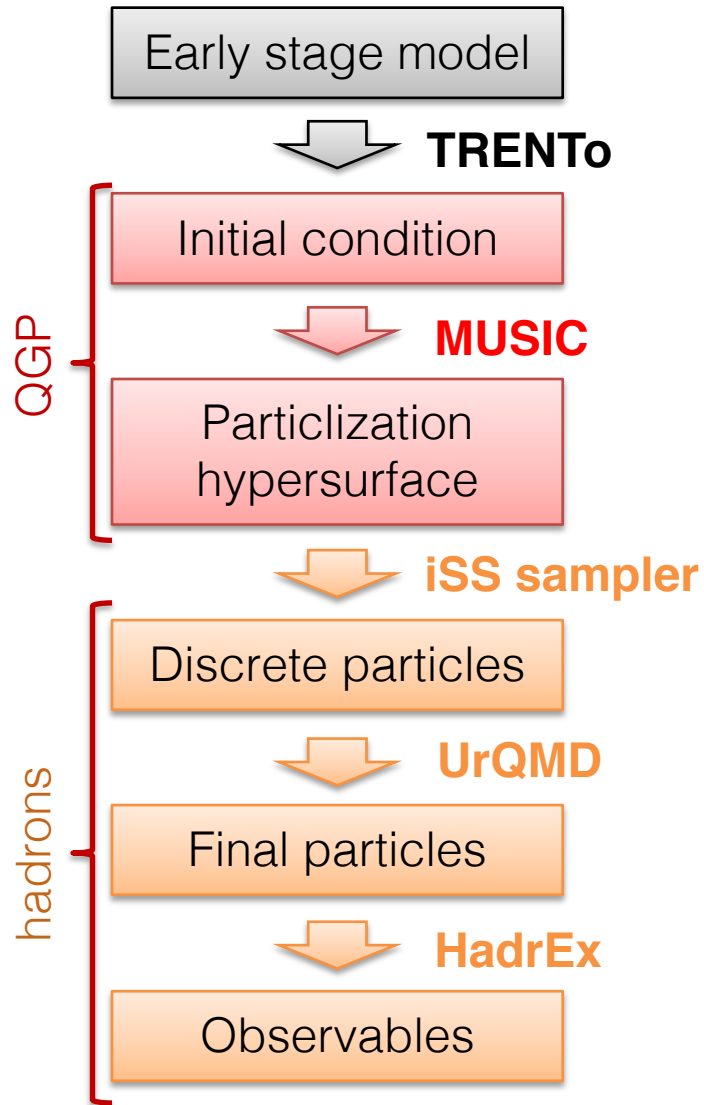 Early stage model
TRENTo
Initial condition
MUSIC
QGP
Particlization
hypersurface
iSS sampler
Discrete particles
UrQMD
hadrons
Final particles
HadrEx
Observables